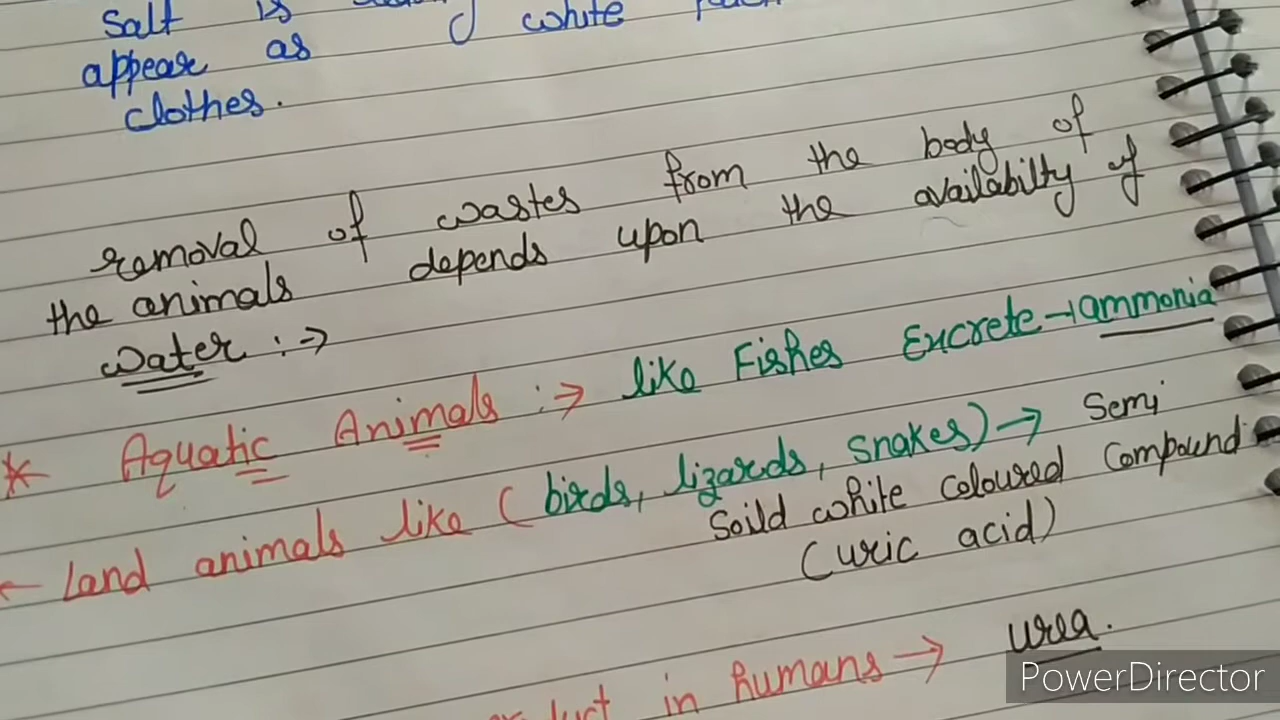 Salt is white
appear as
clothes.
removal of wastes from the body of
the animals depends upon the availabilty of
water :->
* Aquatic Animals :-> like Fishes Excrete → ammonia
← Land animals like ( birds, lizards, snakes) → Semi
Soild white coloured Compound
(uric acid)
in humans → urea.
PowerDirector